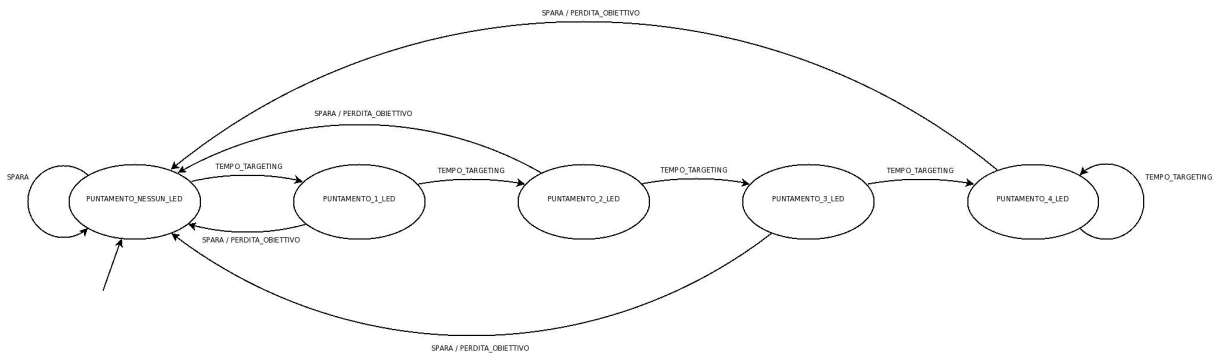 SPARA / PERDITA_OBIETTIVO
SPARA / PERDITA_OBIETTIVO
TEMPO_TARGETING
TEMPO_TARGETING
TEMPO_TARGETING
TEMPO_TARGETING
SPARA
TEMPO_TARGETING
PUNTAMENTO_NESSUN_LED
PUNTAMENTO_1_LED
PUNTAMENTO_2_LED
PUNTAMENTO_3_LED
PUNTAMENTO_4_LED
SPARA / PERDITA_OBIETTIVO
SPARA / PERDITA_OBIETTIVO